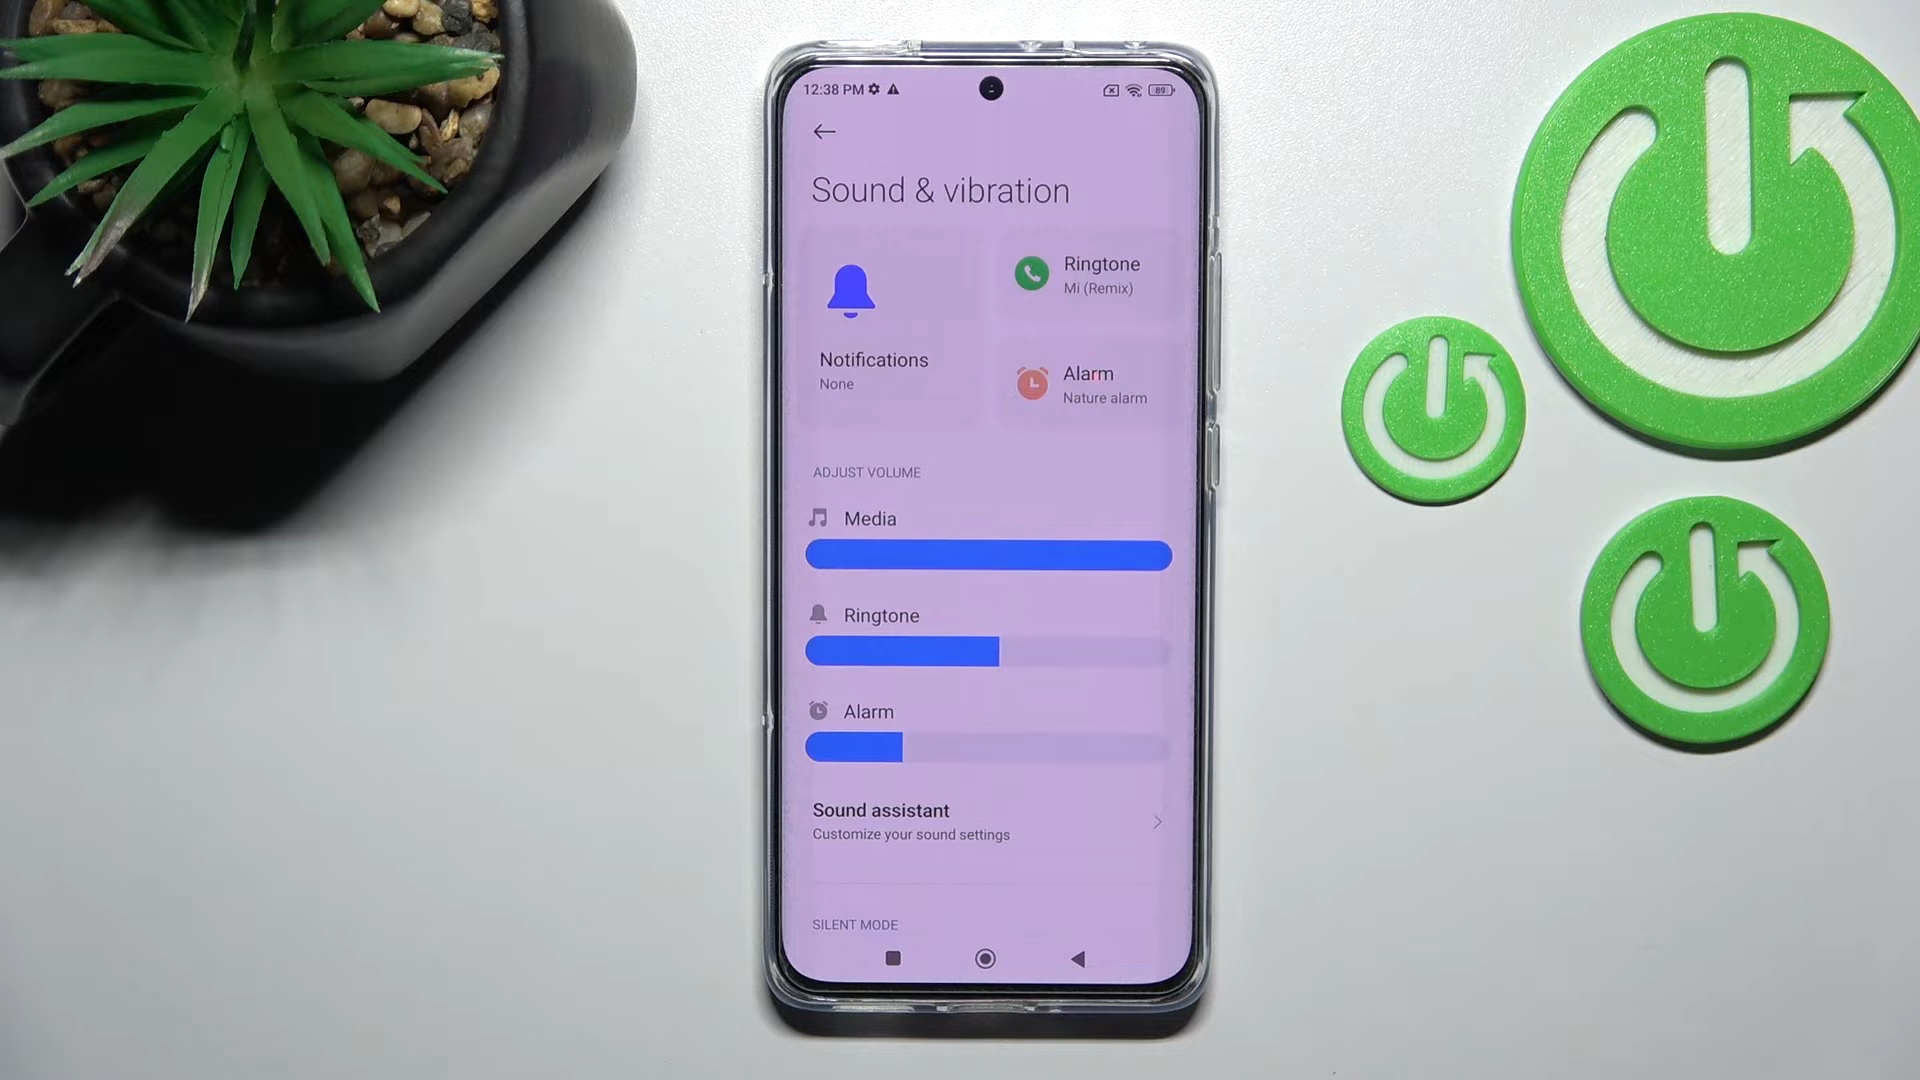 12:38 PM
89
Sound & vibration
Notifications
None
Ringtone
Mi (Remix)
Alarm
Nature alarm
ADJUST VOLUME
Media
Ringtone
Alarm
Sound assistant
Customize your sound settings
SILENT MODE